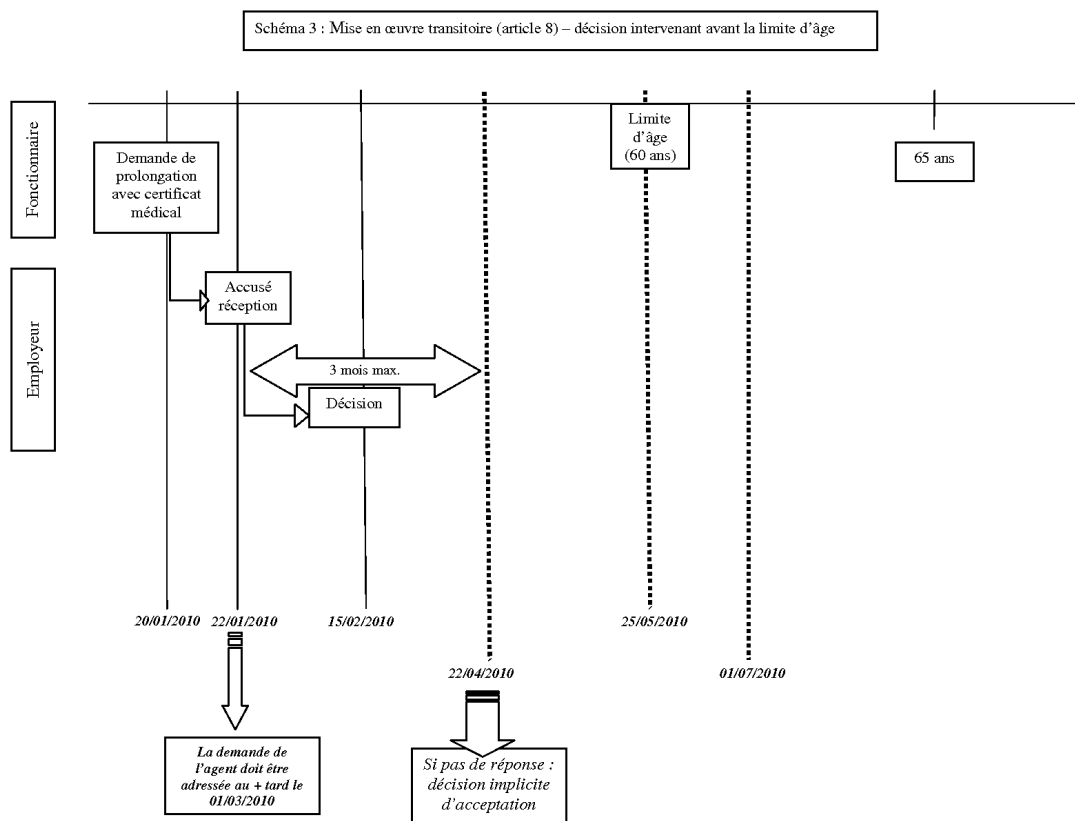 Schéma 3 : Mise en œuvre transitoire (article 8) – décision intervenant avant la limite d'âge
Fonctionnaire
Demande de
prolongation
avec certificat
médical
Limite
d'âge
(60 ans)
65 ans
Employeur
Accusé
réception
3 mois max.
Décision
20/01/2010
22/01/2010
15/02/2010
25/05/2010
22/04/2010
01/07/2010
La demande de
l'agent doit être
adressée au + tard le
01/03/2010
Si pas de réponse :
décision implicite
d'acceptation